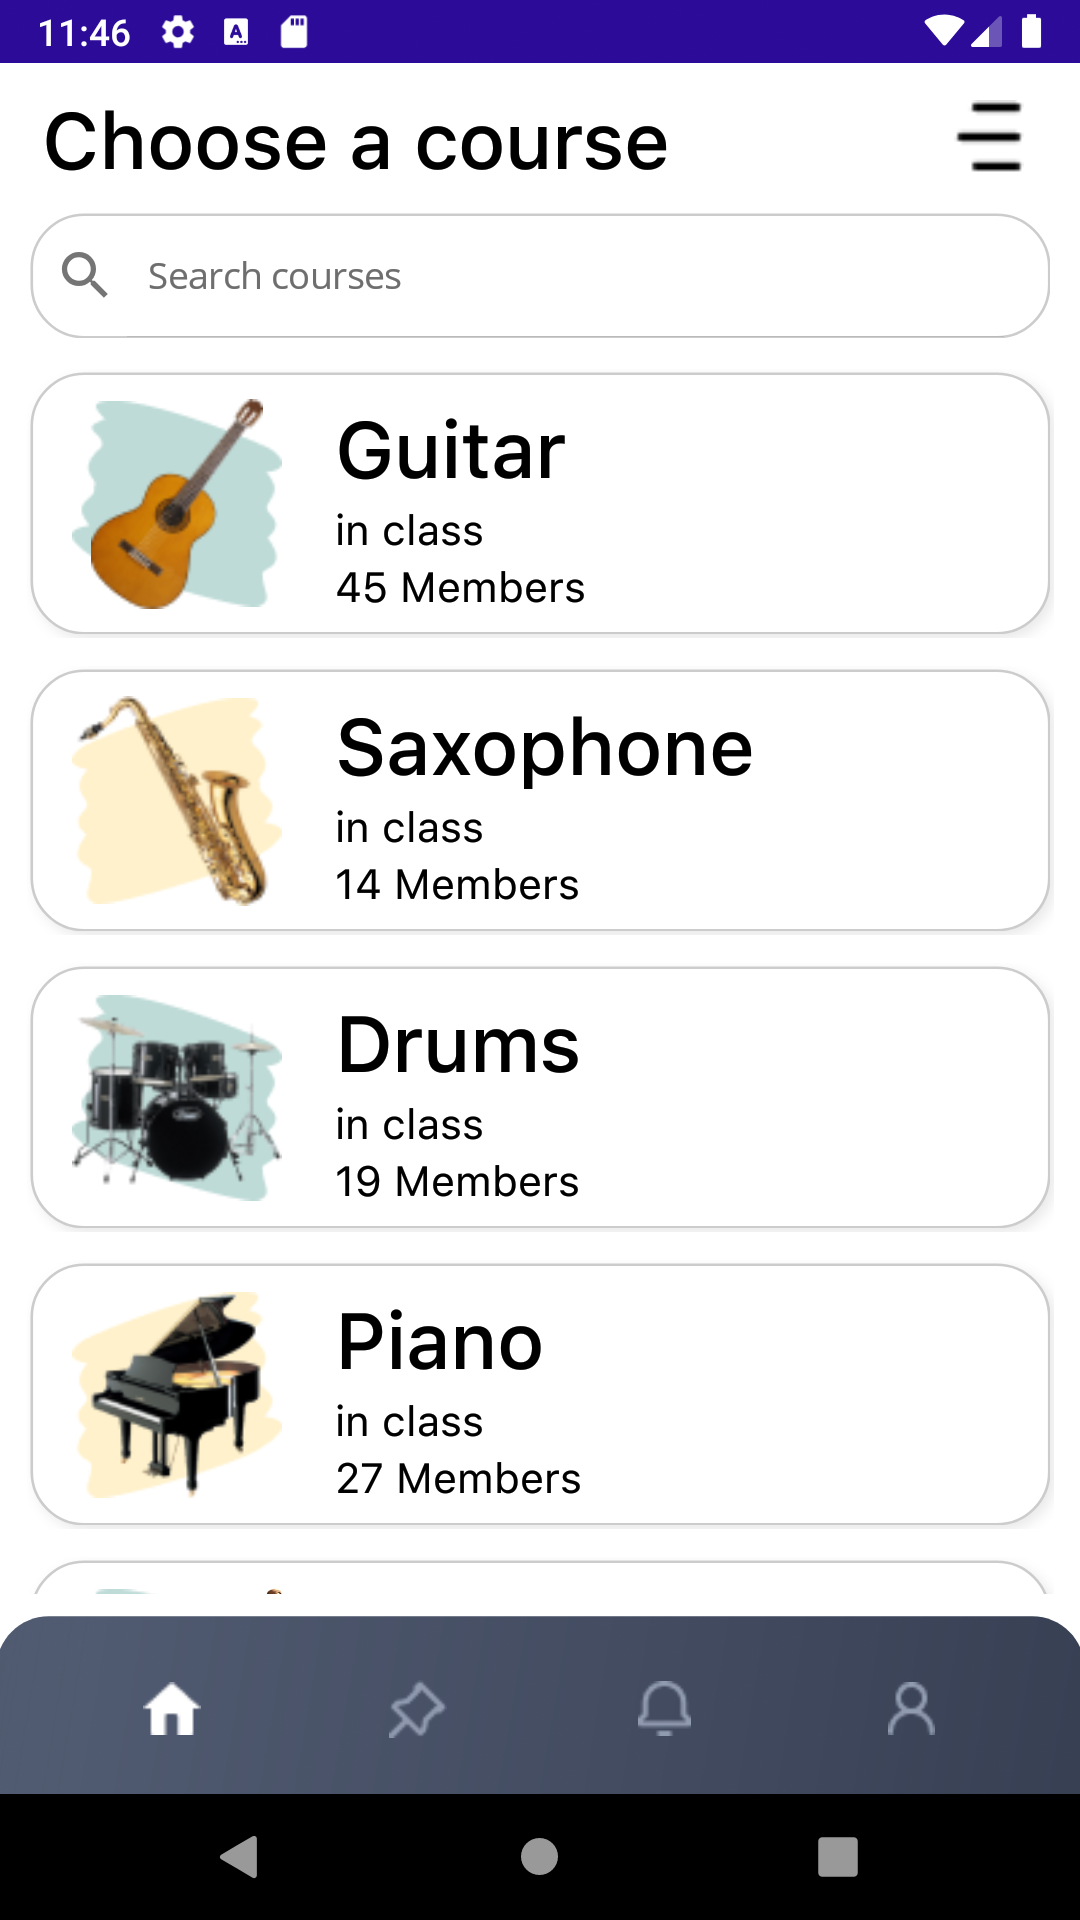 11:46
Choose a course
Search courses
Guitar
in class
45 Members
Saxophone
in class
14 Members
Drums
in class
19 Members
Piano
in class
27 Members